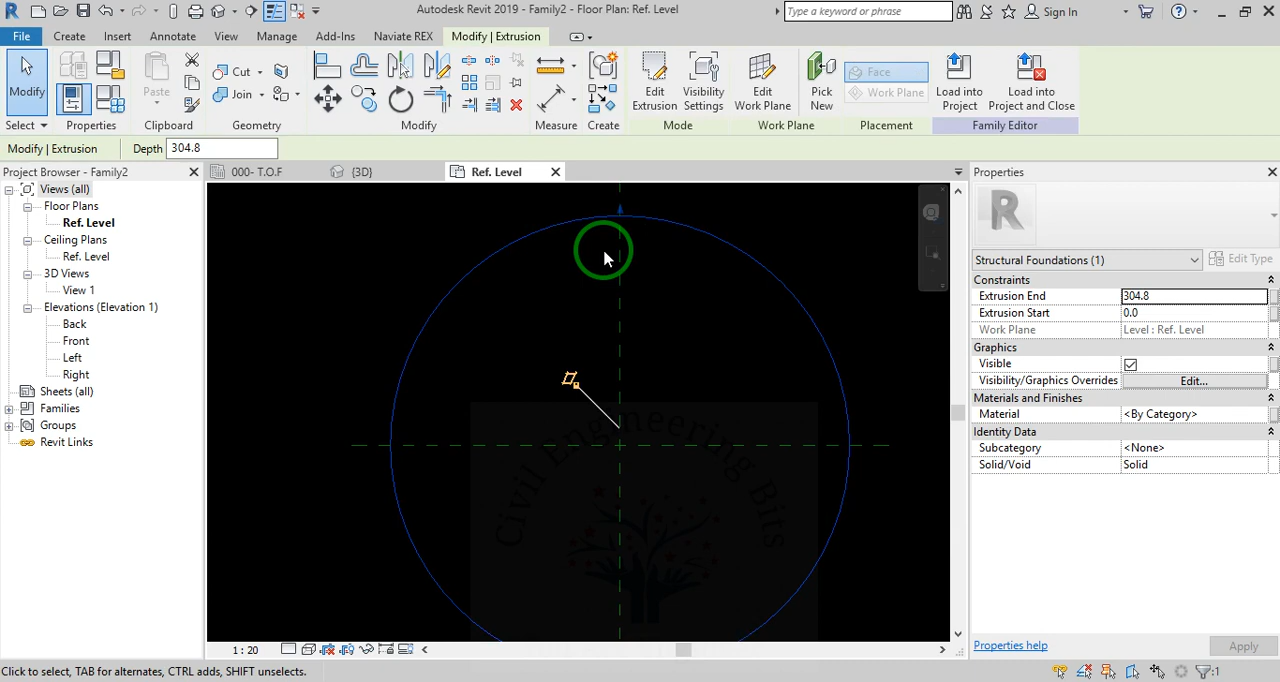 Autodesk Revit 2019 - Family2 - Floor Plan: Ref. Level
Type a keyword or phrase
Sign In
File Create Insert Annotate View Manage Add-Ins Naviate REX Modify | Extrusion
Modify
Paste
Cut
Join
Edit Extrusion
Visibility Settings
Edit Work Plane
Pick New
Face
Work Plane
Load into Project
Load into Project and Close
Select Properties Clipboard Geometry Modify Measure Create Mode Work Plane Placement Family Editor
Modify | Extrusion Depth 304.8
Project Browser - Family2
000- T.O.F
{3D}
Ref. Level
Properties
Views (all)
Floor Plans
Ref. Level
Ceiling Plans
Ref. Level
3D Views
View 1
Elevations (Elevation 1)
Back
Front
Left
Right
Sheets (all)
Families
Groups
Revit Links
Civil Engineering Bits
R
Structural Foundations (1)
Edit Type
Constraints
Extrusion End 304.8
Extrusion Start 0.0
Work Plane Level : Ref. Level
Graphics
Visible
Visibility/Graphics Overrides Edit...
Materials and Finishes
Material <By Category>
Identity Data
Subcategory <None>
Solid/Void Solid
Properties help
Apply
1 : 20
Click to select, TAB for alternates, CTRL adds, SHIFT unselects.
:1